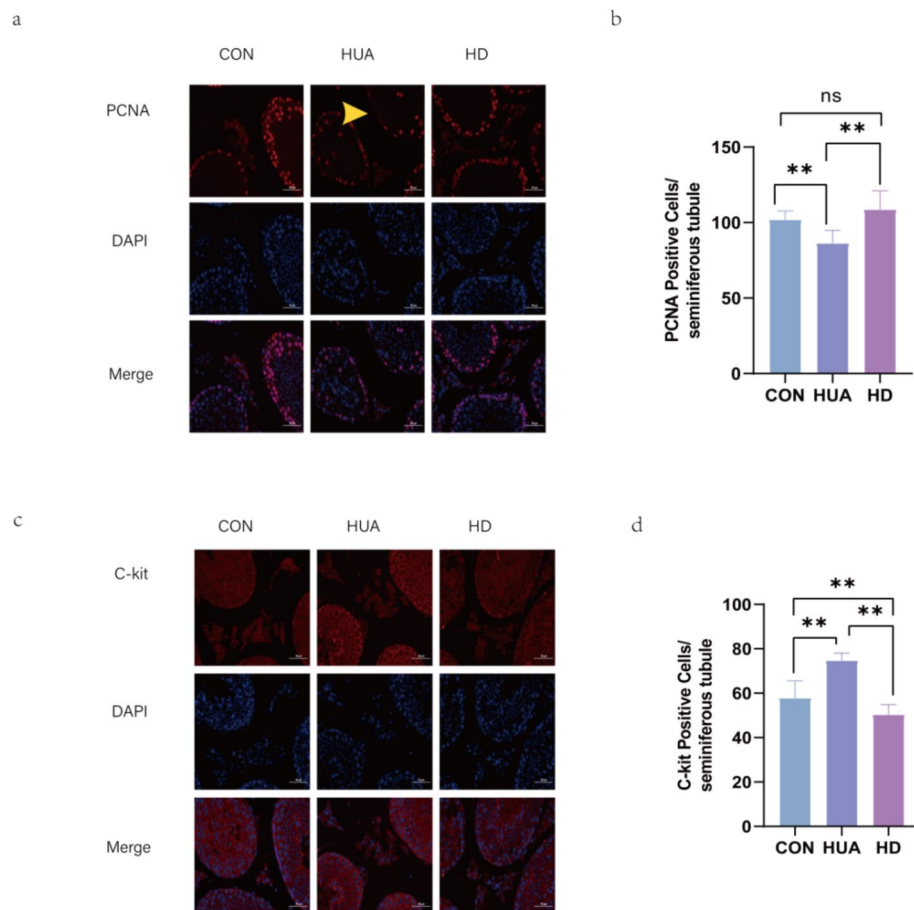 a
CON HUA HD
PCNA
DAPI
Merge
b
ns
**
**
150
100
50
0
PCNA Positive Cells/
seminiferous tubule
CON HUA HD
c
CON HUA HD
C-kit
DAPI
Merge
d
**
**
**
100
80
60
40
20
0
C-kit Positive Cells/
seminiferous tubule
CON HUA HD